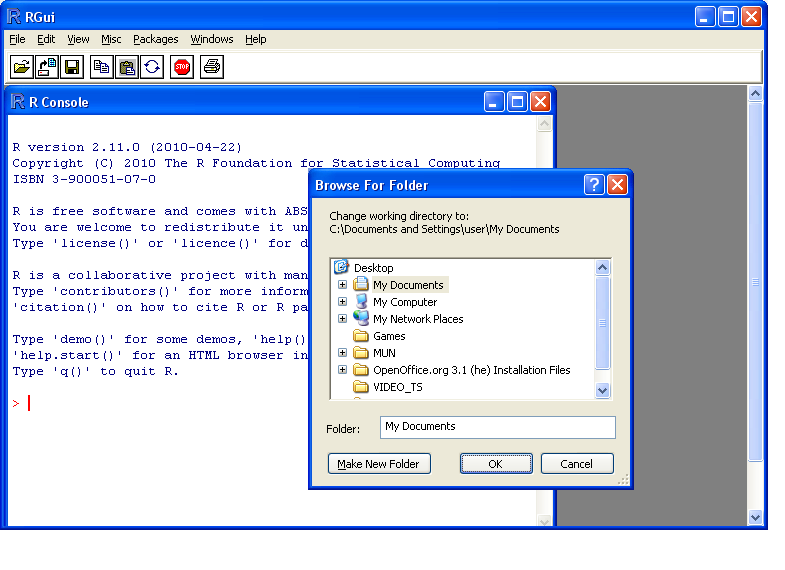 RGui
File Edit View Misc Packages Windows Help
STOP
R Console
R version 2.11.0 (2010-04-22)
Copyright (C) 2010 The R Foundation for Statistical Computing
ISBN 3-900051-07-0
R is free software and comes with ABS
You are welcome to redistribute it un
Type 'license()' or 'licence()' for d
R is a collaborative project with man
Type 'contributors()' for more inform
'citation()' on how to cite R or R pa
Type 'demo()' for some demos, 'help()
'help.start()' for an HTML browser in
Type 'q()' to quit R.
>
Browse For Folder
Change working directory to:
C:\Documents and Settings\user\My Documents
Desktop
My Documents
My Computer
My Network Places
Games
MUN
OpenOffice.org 3.1 (he) Installation Files
VIDEO_TS
Folder: My Documents
Make New Folder OK Cancel